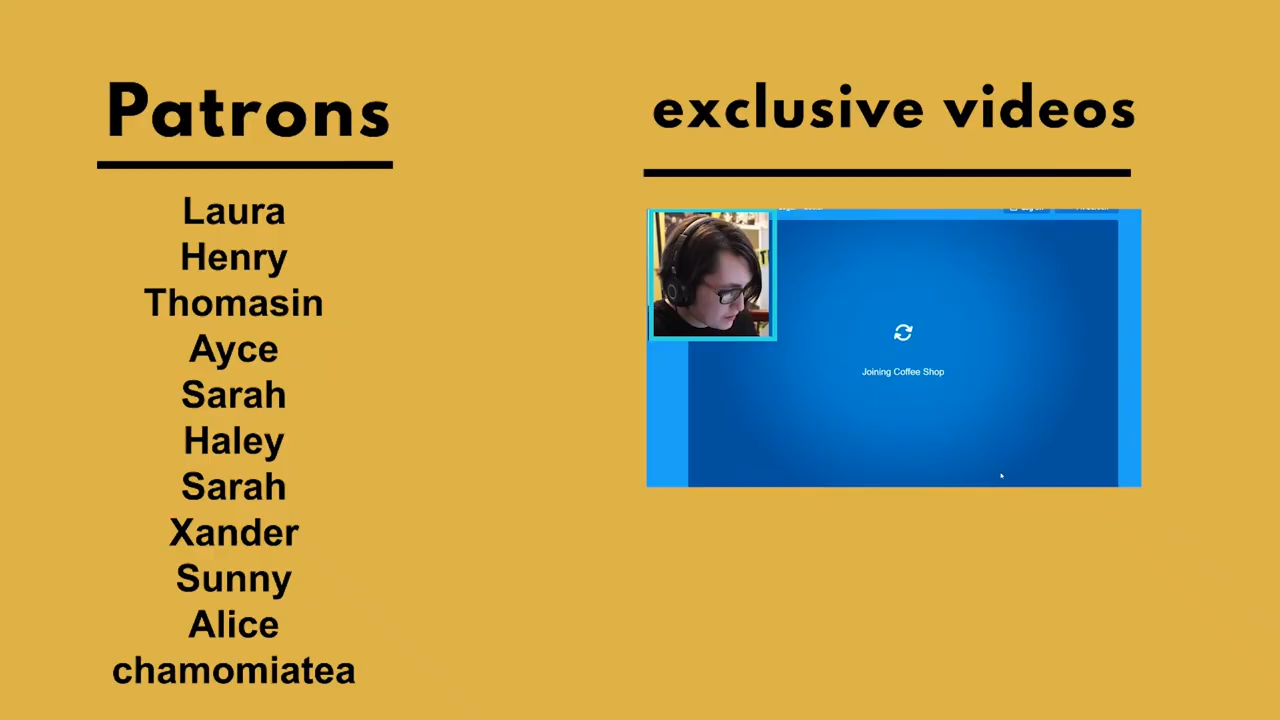 Patrons
Laura
Henry
Thomasin
Ayce
Sarah
Haley
Sarah
Xander
Sunny
Alice
chamomiatea
exclusive videos
Joining Coffee Shop